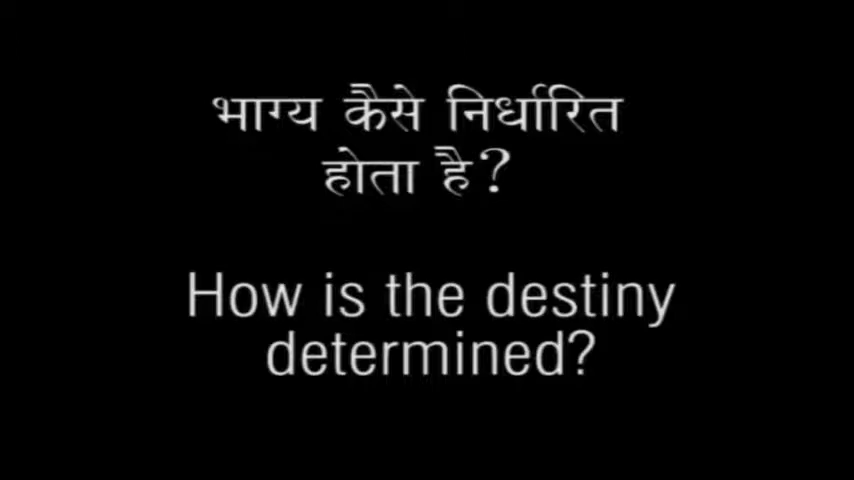 भाग्य कैसे निर्धारित
होता है?
How is the destiny
determined?